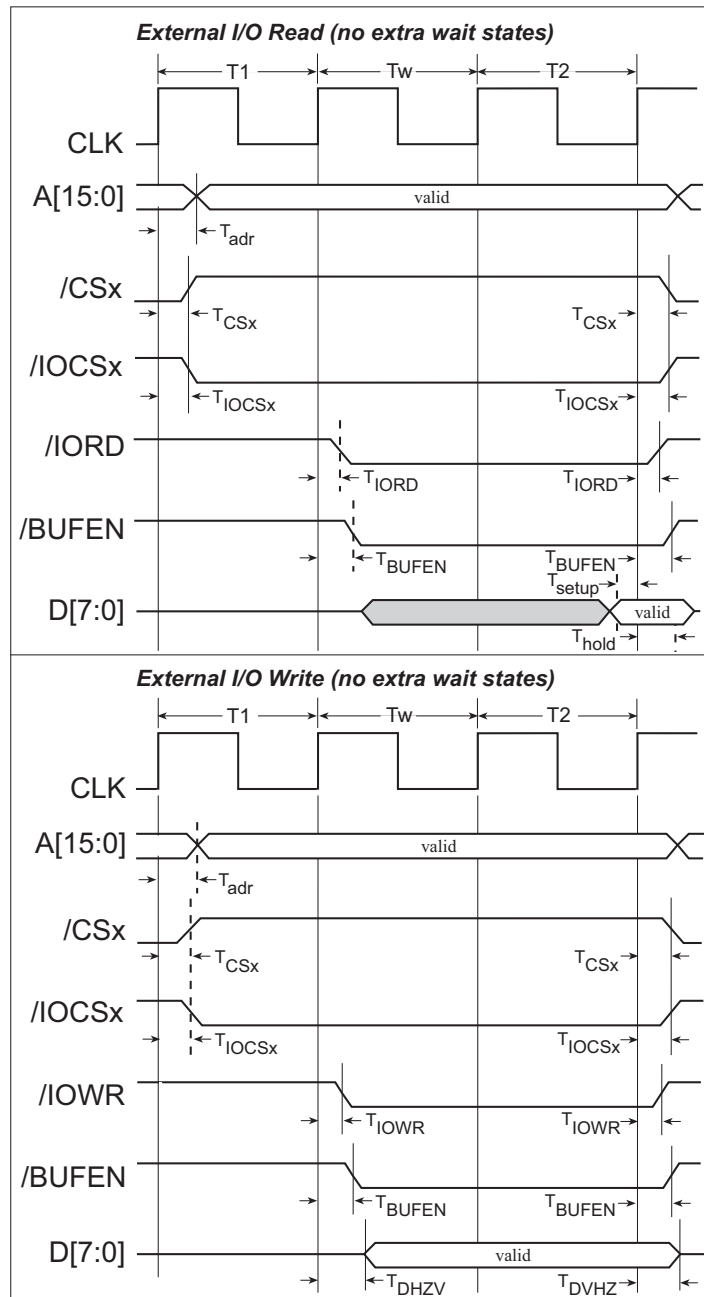 External I/O Read (no extra wait states)
T1 Tw T2
CLK
A[15:0] valid
Tadr
/CSx
TCSx TCSx
/IOCSx
TIOCSx TIOCSx
/IORD
TIORD TIORD
/BUFEN
TBUFEN TBUFEN
Tsetup
D[7:0] valid
Thold
External I/O Write (no extra wait states)
T1 Tw T2
CLK
A[15:0] valid
Tadr
/CSx
TCSx TCSx
/IOCSx
TIOCSx TIOCSx
/IOWR
TIOWR TIOWR
/BUFEN
TBUFEN TBUFEN
D[7:0] valid
TDHZV TDVHZ